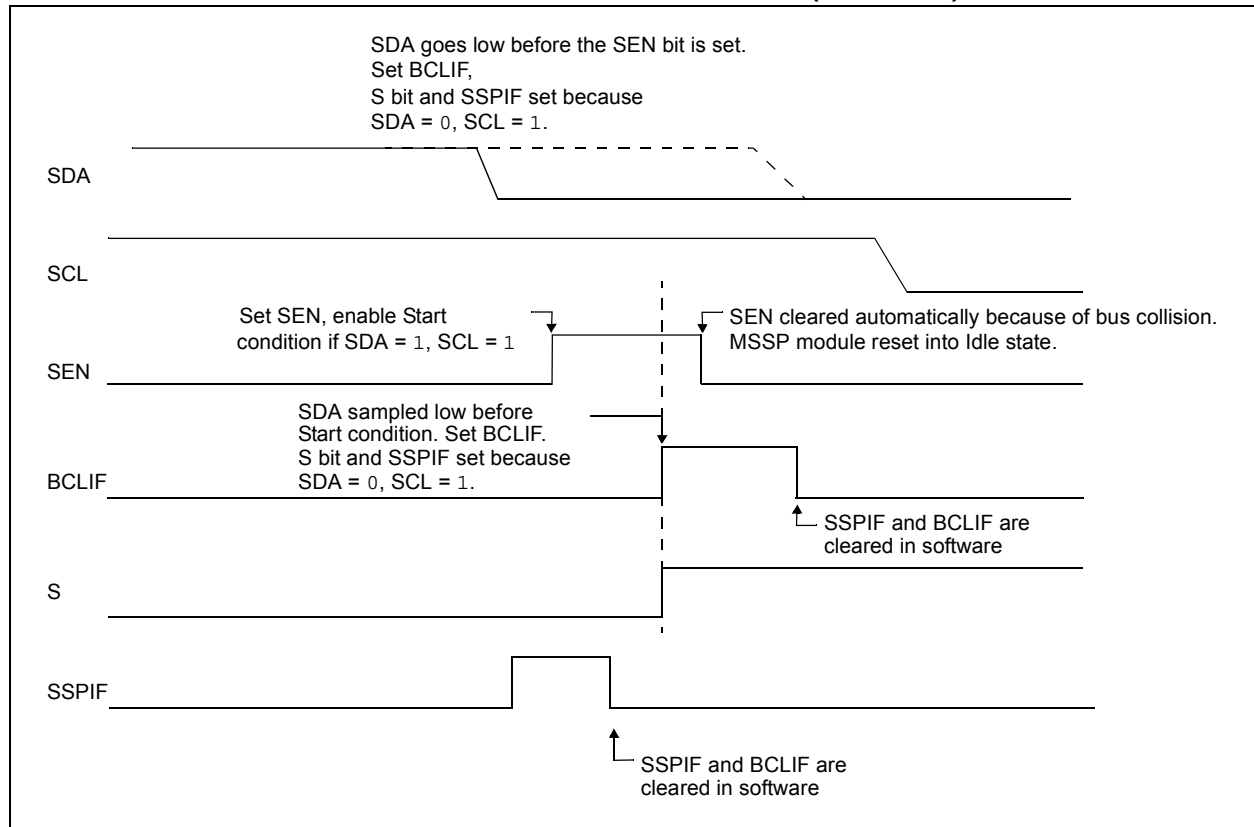 SDA goes low before the SEN bit is set.
Set BCLIF,
S bit and SSPIF set because
SDA = 0, SCL = 1.
SDA
SCL
Set SEN, enable Start
condition if SDA = 1, SCL = 1
SEN cleared automatically because of bus collision.
MSSP module reset into Idle state.
SEN
SDA sampled low before
Start condition. Set BCLIF.
S bit and SSPIF set because
SDA = 0, SCL = 1.
BCLIF
SSPIF and BCLIF are
cleared in software
S
SSPIF
SSPIF and BCLIF are
cleared in software